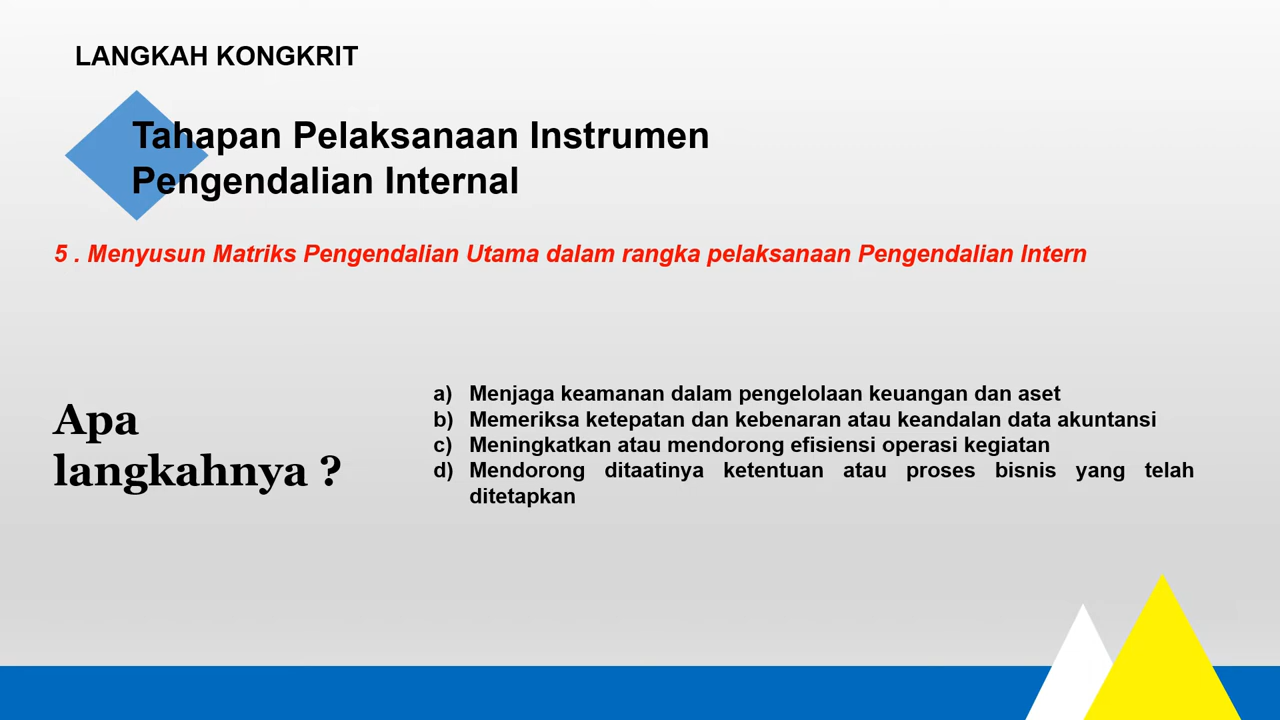 LANGKAH KONGKRIT
Tahapan Pelaksanaan Instrumen
Pengendalian Internal
5 . Menyusun Matriks Pengendalian Utama dalam rangka pelaksanaan Pengendalian Intern
Apa
langkahnya ?
a) Menjaga keamanan dalam pengelolaan keuangan dan aset
b) Memeriksa ketepatan dan kebenaran atau keandalan data akuntansi
c) Meningkatkan atau mendorong efisiensi operasi kegiatan
d) Mendorong ditaatinya ketentuan atau proses bisnis yang telah
ditetapkan